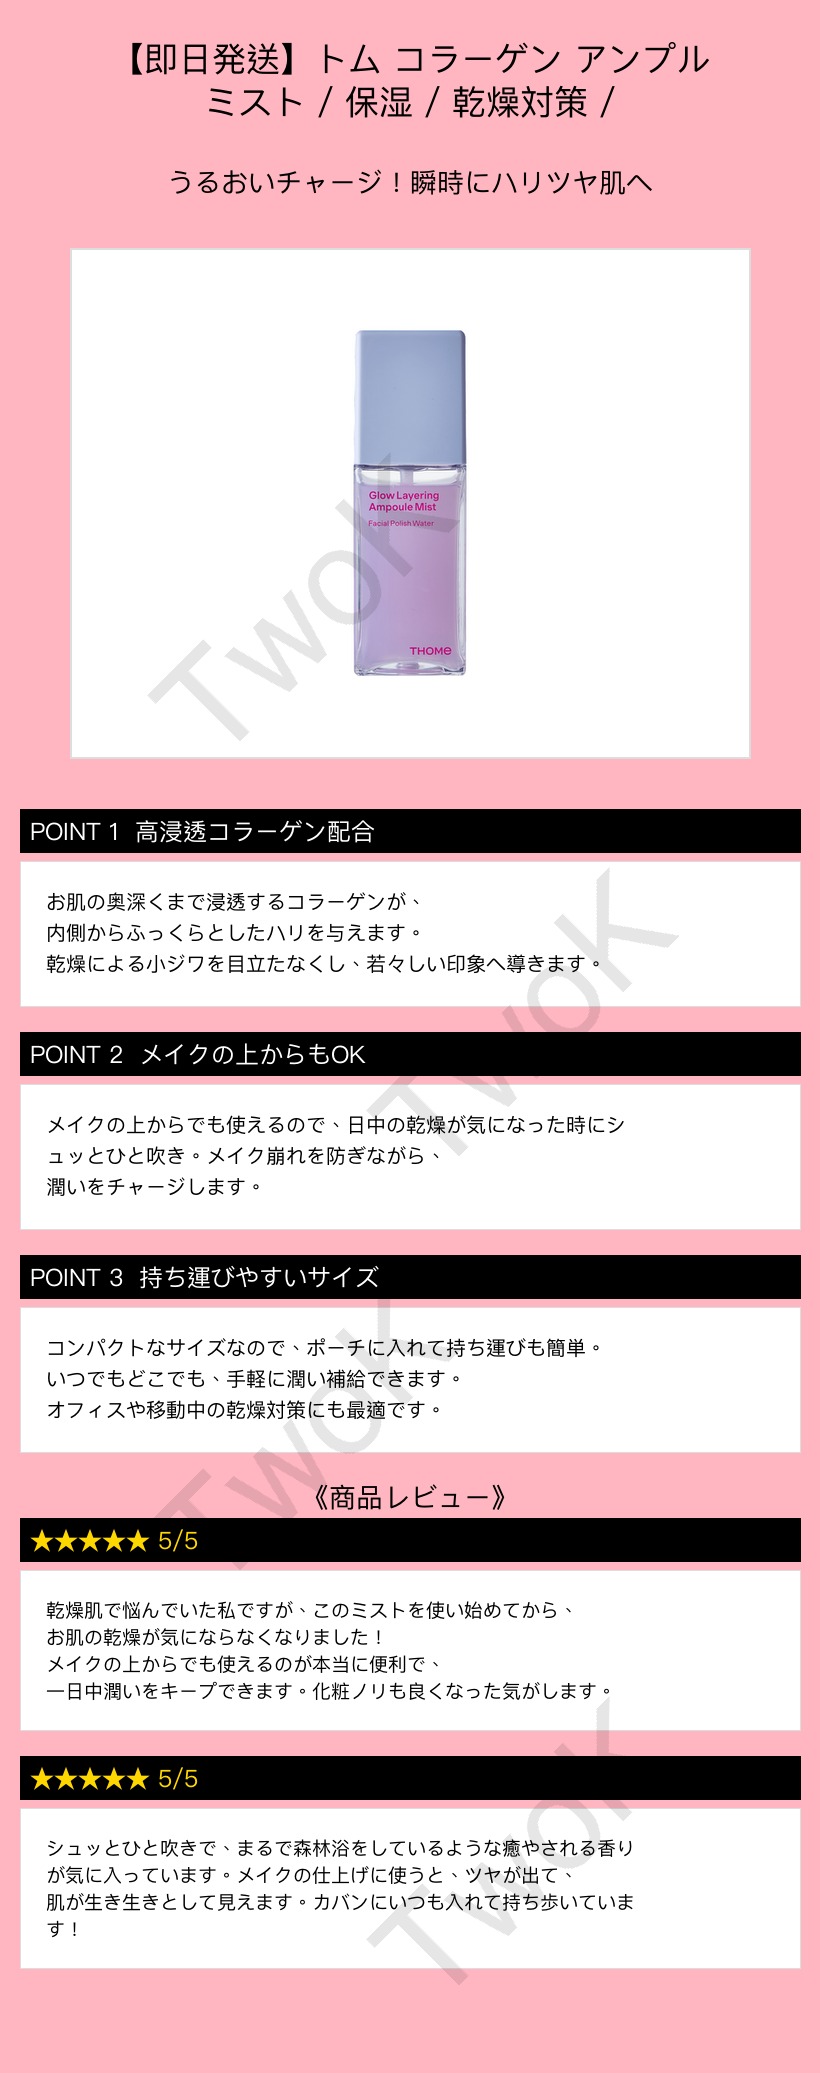 【即日発送】トム コラーゲン アンプル
ミスト / 保湿 / 乾燥対策 /
うるおいチャージ！瞬時にハリツヤ肌へ
Glow Layering
Ampoule Mist
Facial Polish Water
THOME
TwoK
POINT 1 高浸透コラーゲン配合
お肌の奥深くまで浸透するコラーゲンが、
内側からふっくらとしたハリを与えます。
乾燥による小ジワを目立たなくし、若々しい印象へ導きます。
TwoK
POINT 2 メイクの上からもOK
メイクの上からでも使えるので、日中の乾燥が気になった時にシ
ュッとひと吹き。メイク崩れを防ぎながら、
潤いをチャージします。
POINT 3 持ち運びやすいサイズ
コンパクトなサイズなので、ポーチに入れて持ち運びも簡単。
いつでもどこでも、手軽に潤い補給できます。
オフィスや移動中の乾燥対策にも最適です。
TwoK
《商品レビュー》
★★★★★ 5/5
乾燥肌で悩んでいた私ですが、このミストを使い始めてから、
お肌の乾燥が気にならなくなりました！
メイクの上からでも使えるのが本当に便利で、
一日中潤いをキープできます。化粧ノリも良くなった気がします。
★★★★★ 5/5
シュッとひと吹きで、まるで森林浴をしているような癒やされる香り
が気に入っています。メイクの仕上げに使うと、ツヤが出て、
肌が生き生きとして見えます。カバンにいつも入れて持ち歩いていま
す！
TwoK